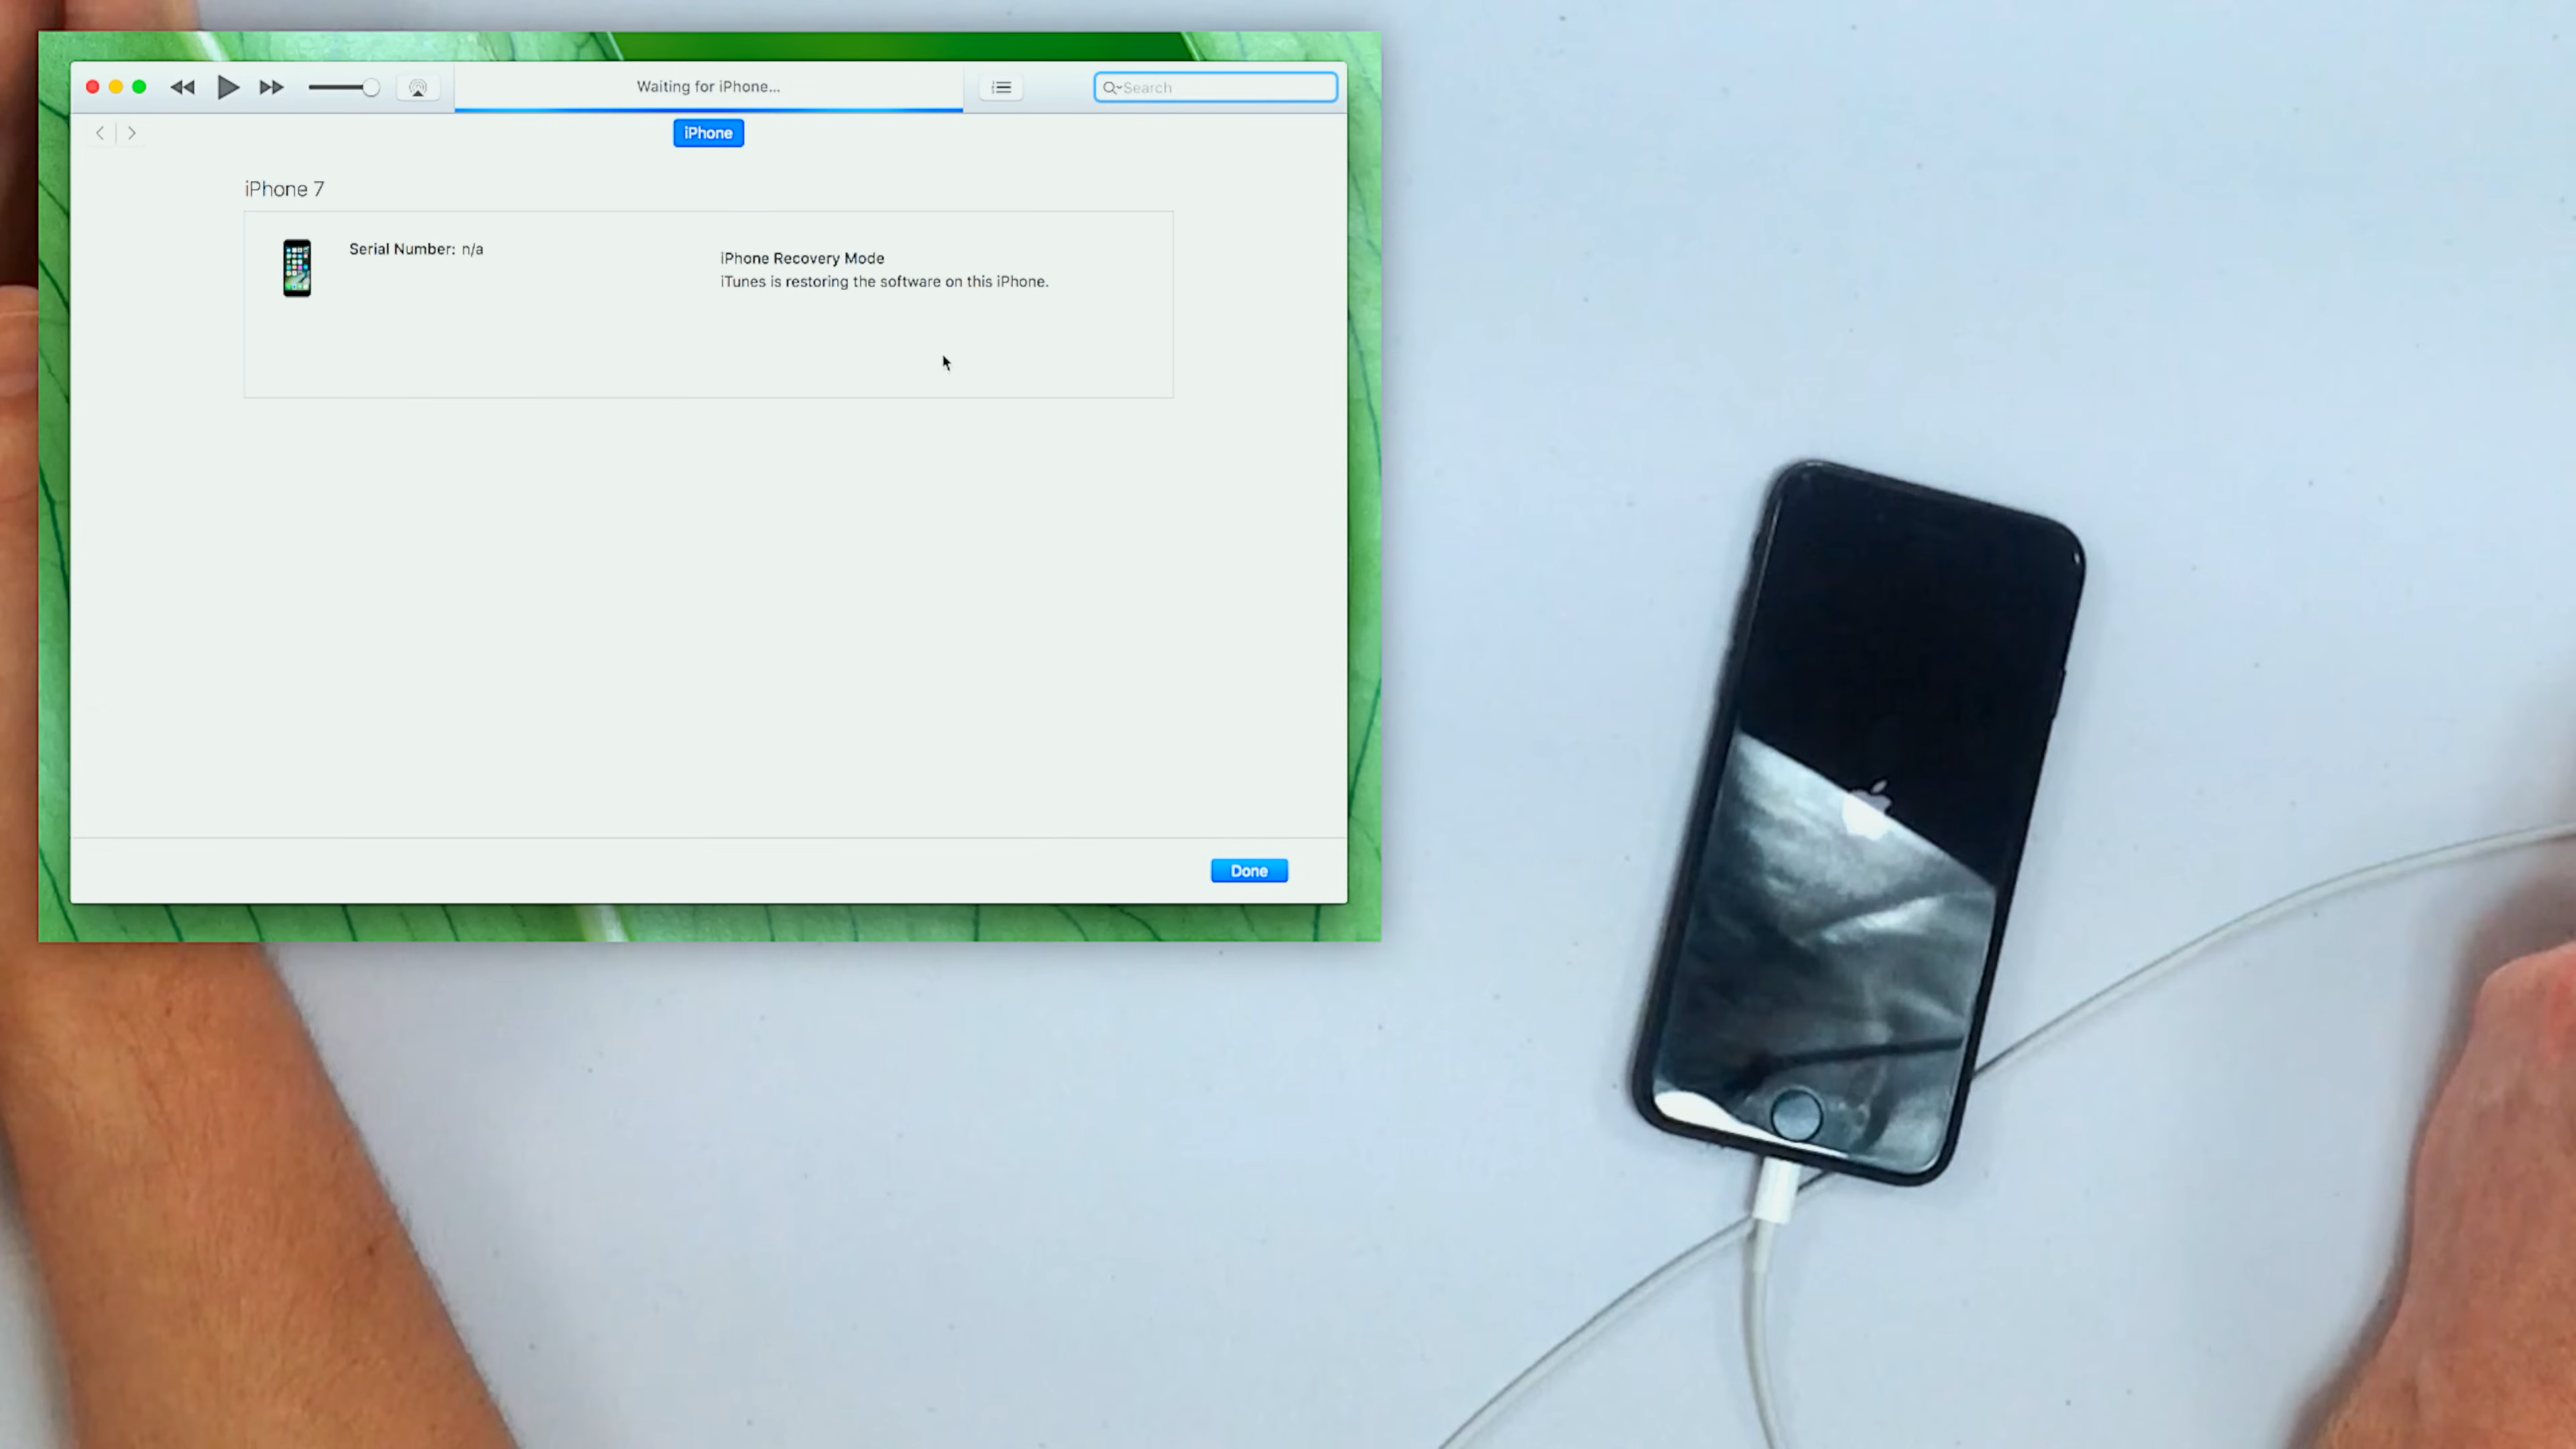 Waiting for iPhone...
Search
iPhone
iPhone 7
Serial Number: n/a
iPhone Recovery Mode
iTunes is restoring the software on this iPhone.
Done